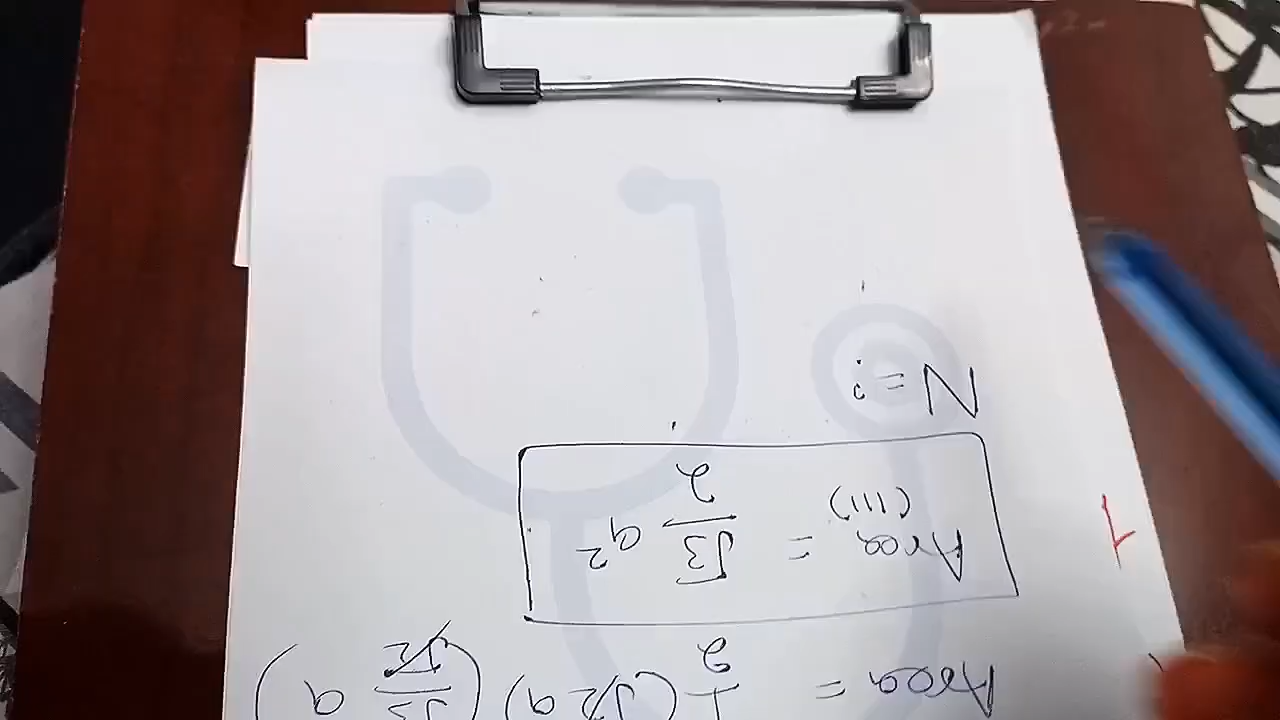 Area = 1/2 (√2 a) (√3/√2 a)
Area (111) = √3/2 a²
N = ;